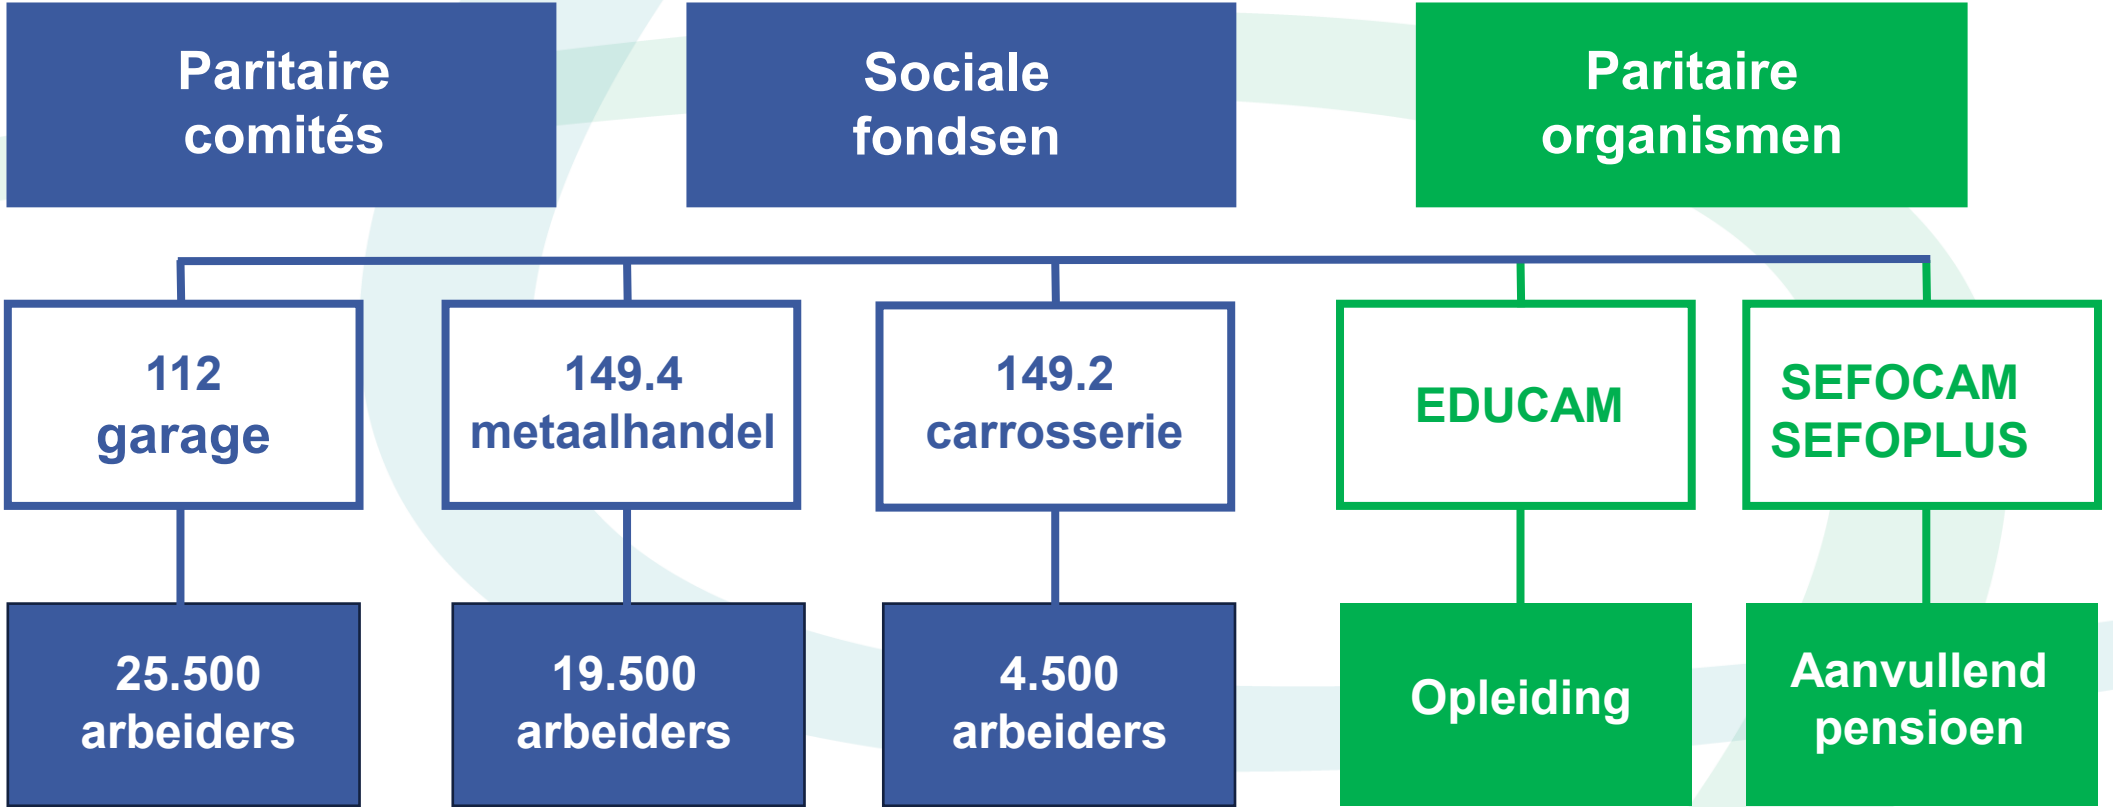 Paritaire
comités
Sociale
fondsen
Paritaire
organismen
112
garage
149.4
metaalhandel
149.2
carrosserie
EDUCAM
SEFOCAM
SEFOPLUS
25.500
arbeiders
19.500
arbeiders
4.500
arbeiders
Opleiding
Aanvullend
pensioen